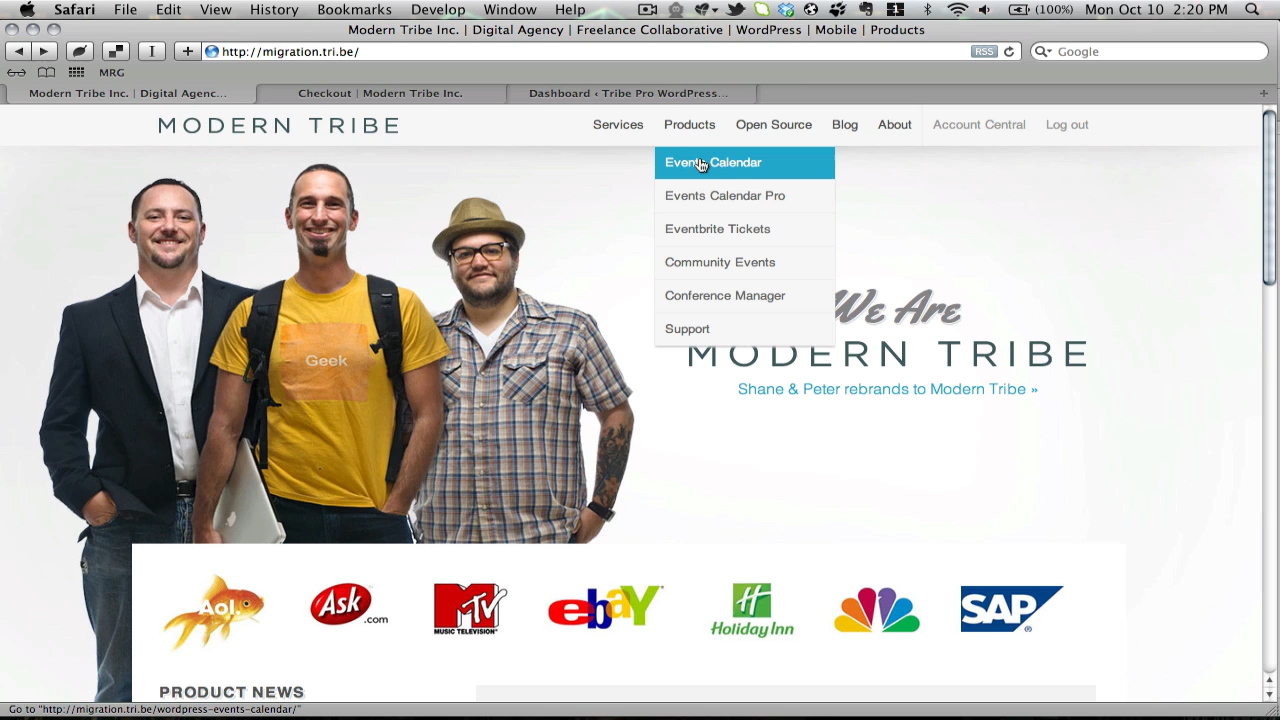 Safari File Edit View History Bookmarks Develop Window Help (100%) Mon Oct 10 2:20 PM
Modern Tribe Inc. | Digital Agency | Freelance Collaborative | WordPress | Mobile | Products
http://migration.tri.be/ RSS Google
MRG
Modern Tribe Inc. | Digital Agenc... Checkout | Modern Tribe Inc. Dashboard ‹ Tribe Pro WordPress...
MODERN TRIBE Services Products Open Source Blog About Account Central Log out
Events Calendar
Events Calendar Pro
Eventbrite Tickets
Community Events
Conference Manager
Support
We Are
MODERN TRIBE
Shane & Peter rebrands to Modern Tribe »
Geek
Aol. Ask .com MTV MUSIC TELEVISION® ebay H Holiday Inn SAP®
PRODUCT NEWS
Go to "http://migration.tri.be/wordpress-events-calendar/"